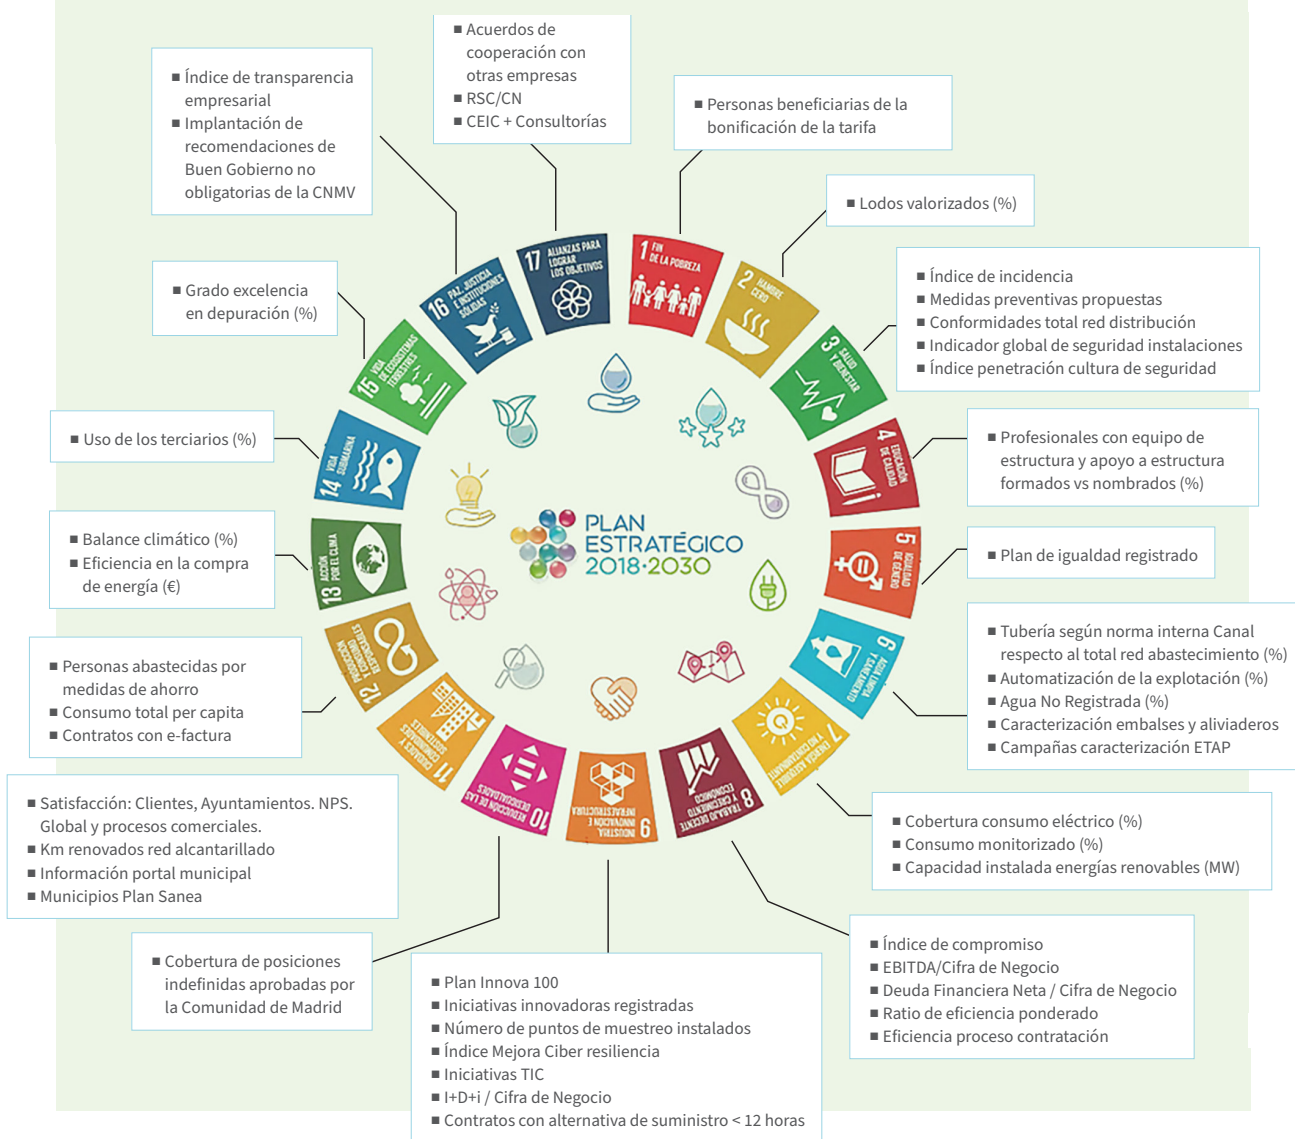 ■ Acuerdos de
cooperación con
otras empresas
■ RSC/CN
■ CEIC + Consultorías
■ Índice de transparencia
empresarial
■ Implantación de
recomendaciones de
Buen Gobierno no
obligatorias de la CNMV
■ Personas beneficiarias de la
bonificación de la tarifa
■ Lodos valorizados (%)
■ Índice de incidencia
■ Medidas preventivas propuestas
■ Conformidades total red distribución
■ Indicador global de seguridad instalaciones
■ Índice penetración cultura de seguridad
■ Grado excelencia
en depuración (%)
■ Uso de los terciarios (%)
■ Profesionales con equipo de
estructura y apoyo a estructura
formados vs nombrados (%)
■ Balance climático (%)
■ Eficiencia en la compra
de energía (€)
■ Plan de igualdad registrado
■ Tubería según norma interna Canal
respecto al total red abastecimiento (%)
■ Automatización de la explotación (%)
■ Agua No Registrada (%)
■ Caracterización embalses y aliviaderos
■ Campañas caracterización ETAP
■ Personas abastecidas por
medidas de ahorro
■ Consumo total per capita
■ Contratos con e-factura
■ Satisfacción: Clientes, Ayuntamientos. NPS.
Global y procesos comerciales.
■ Km renovados red alcantarillado
■ Información portal municipal
■ Municipios Plan Sanea
■ Cobertura consumo eléctrico (%)
■ Consumo monitorizado (%)
■ Capacidad instalada energías renovables (MW)
■ Cobertura de posiciones
indefinidas aprobadas por
la Comunidad de Madrid
■ Plan Innova 100
■ Iniciativas innovadoras registradas
■ Número de puntos de muestreo instalados
■ Índice Mejora Ciber resiliencia
■ Iniciativas TIC
■ I+D+i / Cifra de Negocio
■ Contratos con alternativa de suministro < 12 horas
■ Índice de compromiso
■ EBITDA/Cifra de Negocio
■ Deuda Financiera Neta / Cifra de Negocio
■ Ratio de eficiencia ponderado
■ Eficiencia proceso contratación
1 FIN
DE LA POBREZA
2 HAMBRE
CERO
3 SALUD
Y BIENESTAR
4 EDUCACIÓN
DE CALIDAD
5 IGUALDAD
DE GÉNERO
6 AGUA LIMPIA
Y SANEAMIENTO
7 ENERGÍA ASEQUIBLE
Y NO CONTAMINANTE
8 TRABAJO DECENTE
Y CRECIMIENTO
ECONÓMICO
9 INDUSTRIA,
INNOVACIÓN E
INFRAESTRUCTURA
10 REDUCCIÓN DE LAS
DESIGUALDADES
11 CIUDADES Y
COMUNIDADES
SOSTENIBLES
12 PRODUCCIÓN
Y CONSUMO
RESPONSABLES
13 ACCIÓN
POR EL CLIMA
14 VIDA
SUBMARINA
15 VIDA
DE ECOSISTEMAS
TERRESTRES
16 PAZ, JUSTICIA
E INSTITUCIONES
SÓLIDAS
17 ALIANZAS PARA
LOGRAR
LOS OBJETIVOS
PLAN
ESTRATÉGICO
2018·2030